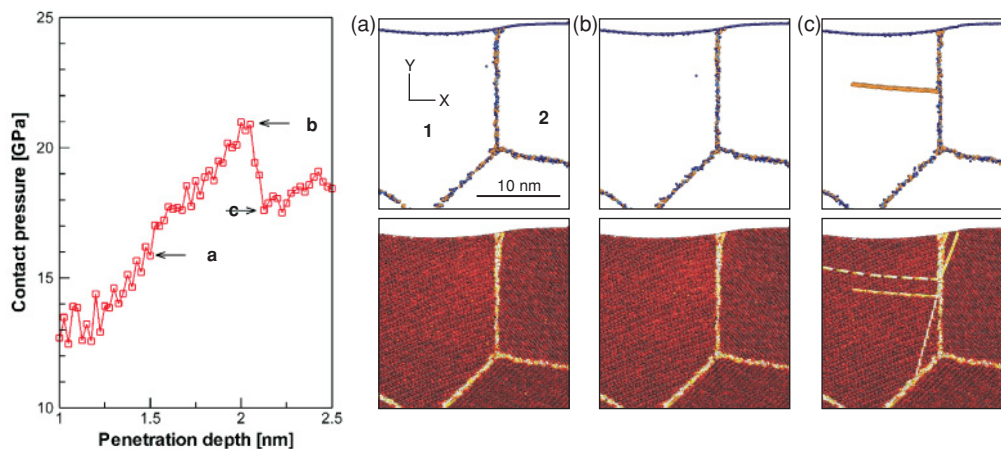 Contact pressure [GPa]
25
20
15
10
1
1.5
2
2.5
Penetration depth [nm]
b
c
a
(a)
(b)
(c)
Y
X
1
2
10 nm